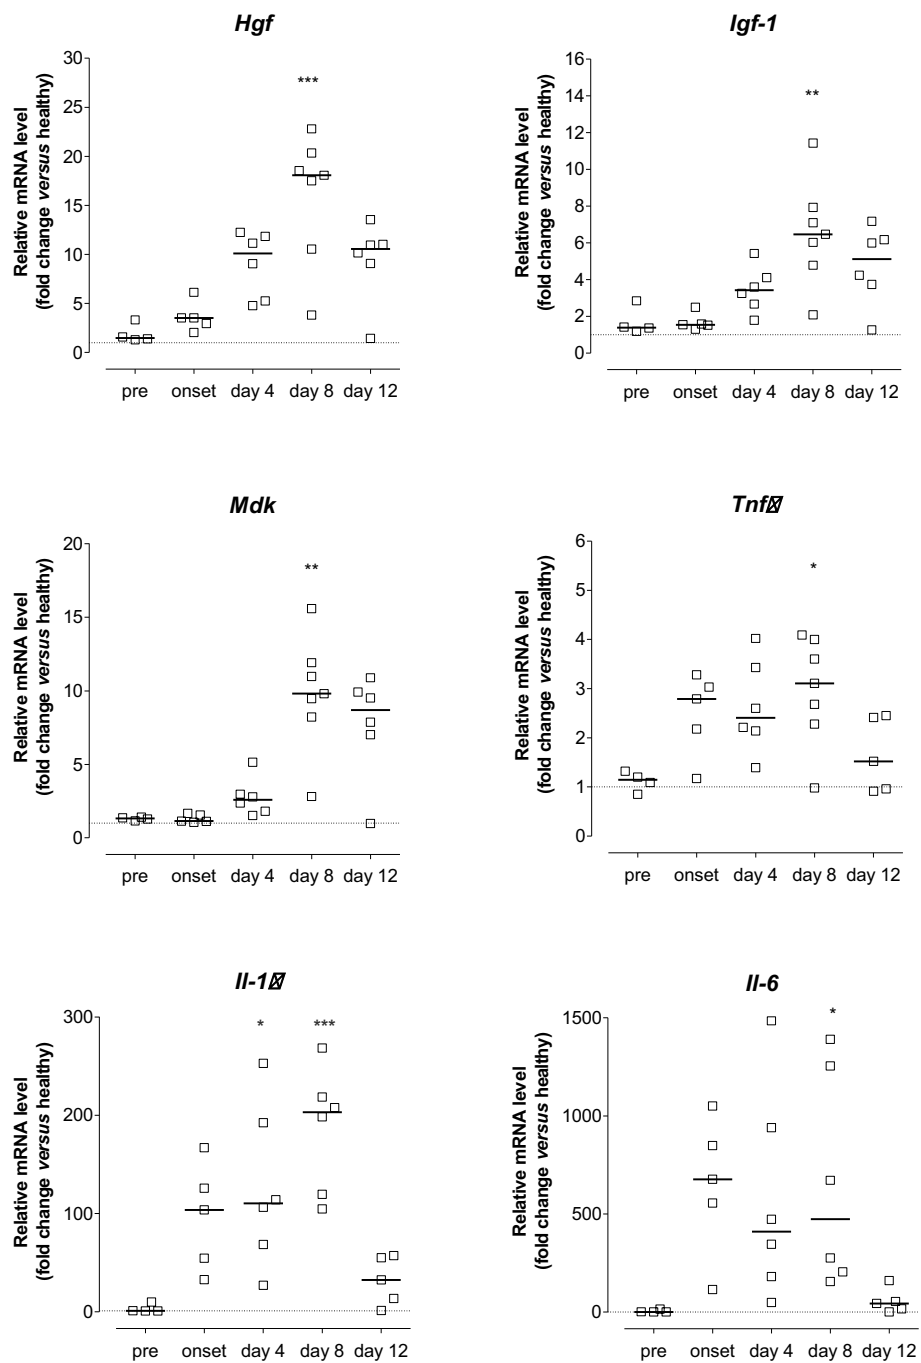 Hgf
Relative mRNA level
(fold change versus healthy)
30
25
20
15
10
5
0
***
pre onset day 4 day 8 day 12
Igf-1
Relative mRNA level
(fold change versus healthy)
16
14
12
10
8
6
4
2
0
**
pre onset day 4 day 8 day 12
Mdk
Relative mRNA level
(fold change versus healthy)
20
15
10
5
0
**
pre onset day 4 day 8 day 12
Tnf
Relative mRNA level
(fold change versus healthy)
6
5
4
3
2
1
0
*
pre onset day 4 day 8 day 12
Il-1
Relative mRNA level
(fold change versus healthy)
300
200
100
0
* ***
pre onset day 4 day 8 day 12
Il-6
Relative mRNA level
(fold change versus healthy)
1500
1000
500
0
*
pre onset day 4 day 8 day 12